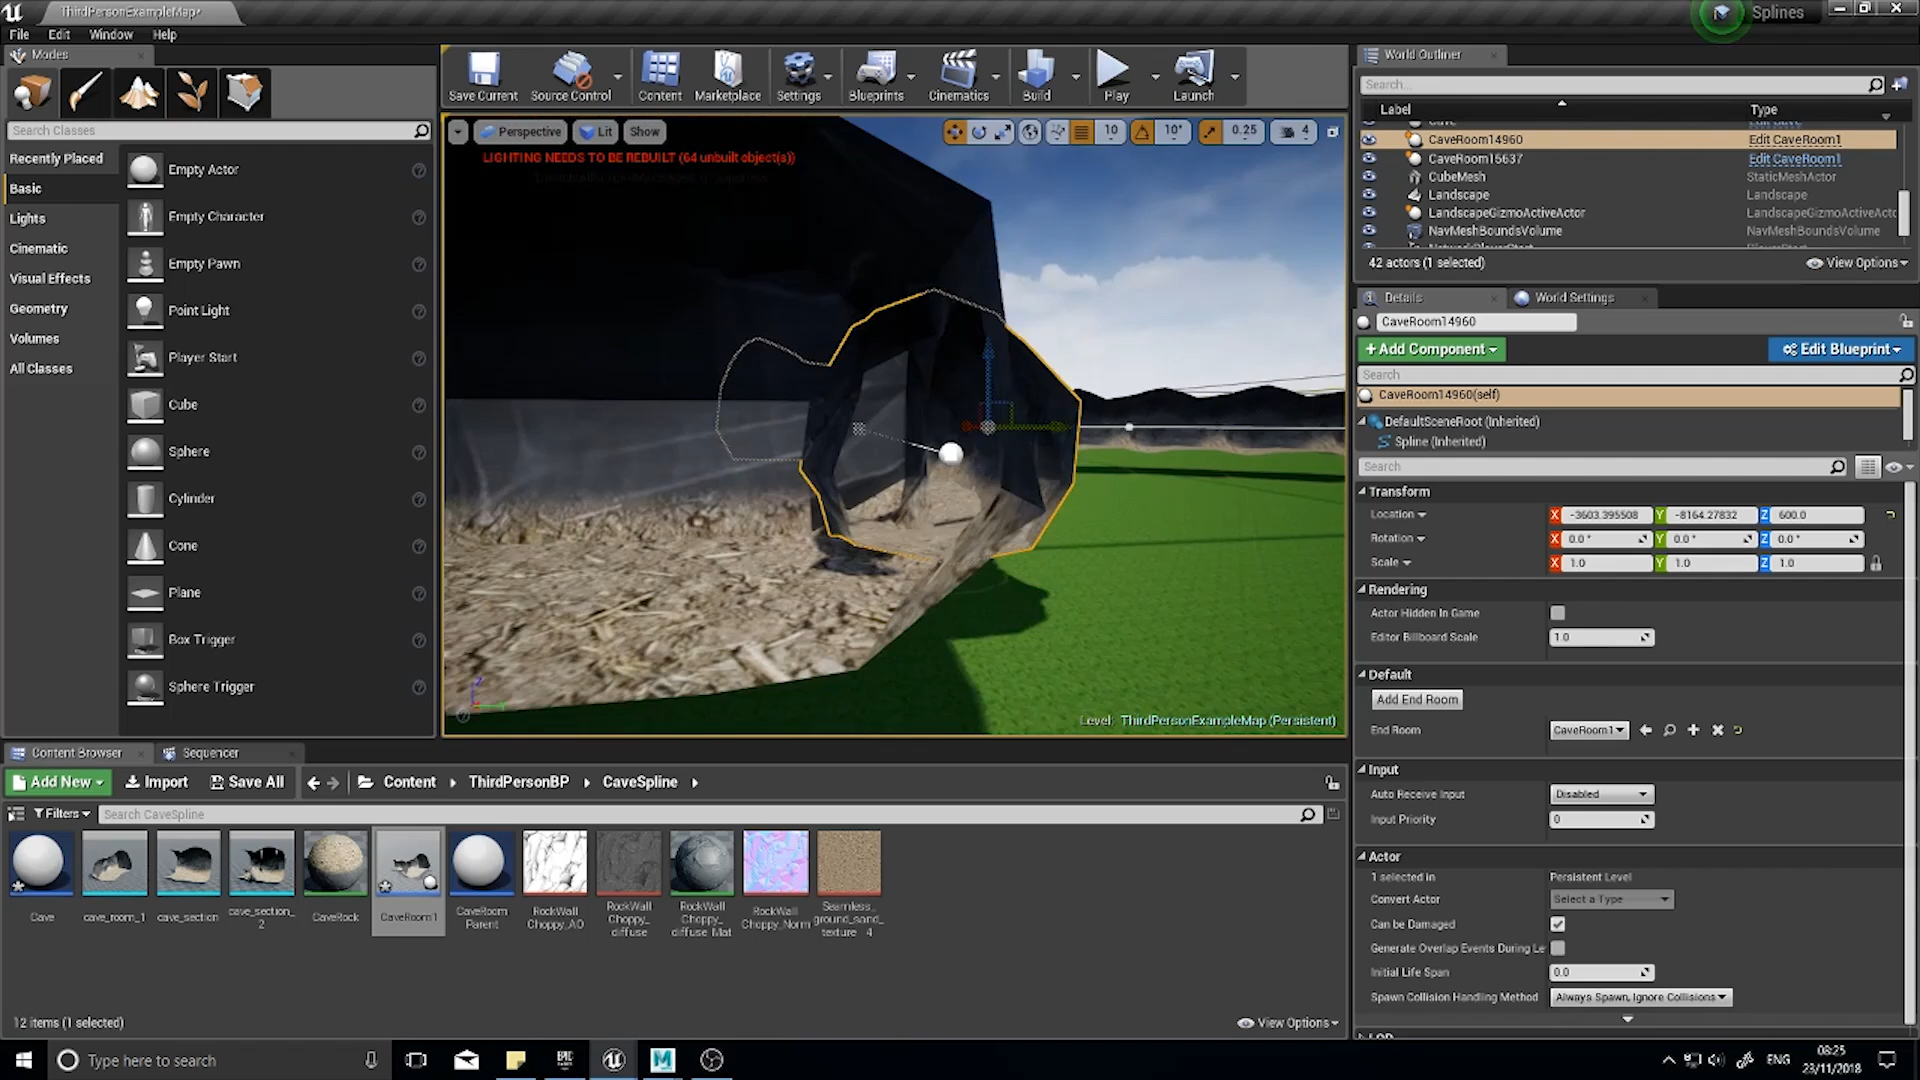 ThirdPersonExampleMap*
Splines
File Edit Window Help
Modes
Search Classes
Recently Placed
Basic
Lights
Cinematic
Visual Effects
Geometry
Volumes
All Classes
Empty Actor
Empty Character
Empty Pawn
Point Light
Player Start
Cube
Sphere
Cylinder
Cone
Plane
Box Trigger
Sphere Trigger
Save Current Source Control Content Marketplace Settings Blueprints Cinematics Build Play Launch
Perspective Lit Show 10 10° 0.25 4
LIGHTING NEEDS TO BE REBUILT (64 unbuilt object(s))
Level: ThirdPersonExampleMap (Persistent)
World Outliner
Search...
Label Type
CaveRoom14960 Edit CaveRoom1
CaveRoom15637 Edit CaveRoom1
CubeMesh StaticMeshActor
Landscape Landscape
LandscapeGizmoActiveActor LandscapeGizmoActiveActo
NavMeshBoundsVolume NavMeshBoundsVolume
42 actors (1 selected) View Options
Details World Settings
CaveRoom14960
+Add Component Edit Blueprint
Search
CaveRoom14960(self)
DefaultSceneRoot (Inherited)
Spline (Inherited)
Search
Transform
Location X -3603.395508 Y -8164.27832 Z 600.0
Rotation X 0.0° Y 0.0° Z 0.0°
Scale X 1.0 Y 1.0 Z 1.0
Rendering
Actor Hidden In Game
Editor Billboard Scale 1.0
Default
Add End Room
End Room CaveRoom1
Input
Auto Receive Input Disabled
Input Priority 0
Actor
1 selected in Persistent Level
Convert Actor Select a Type
Can be Damaged
Generate Overlap Events During Le
Initial Life Span 0.0
Spawn Collision Handling Method Always Spawn, Ignore Collisions
Content Browser Sequencer
Add New Import Save All Content ThirdPersonBP CaveSpline
Filters Search CaveSpline
Cave
cave_room_1
cave_section
cave_section_
2
CaveRock
CaveRoom1
CaveRoom
Parent
RockWall
Choppy_AO
RockWall
Choppy_
diffuse
RockWall
Choppy_
diffuse_Mat
RockWall
Choppy_Norm
Seamless_
ground_sand_
texture__4
12 items (1 selected) View Options
Type here to search
ENG
08:25
23/11/2018